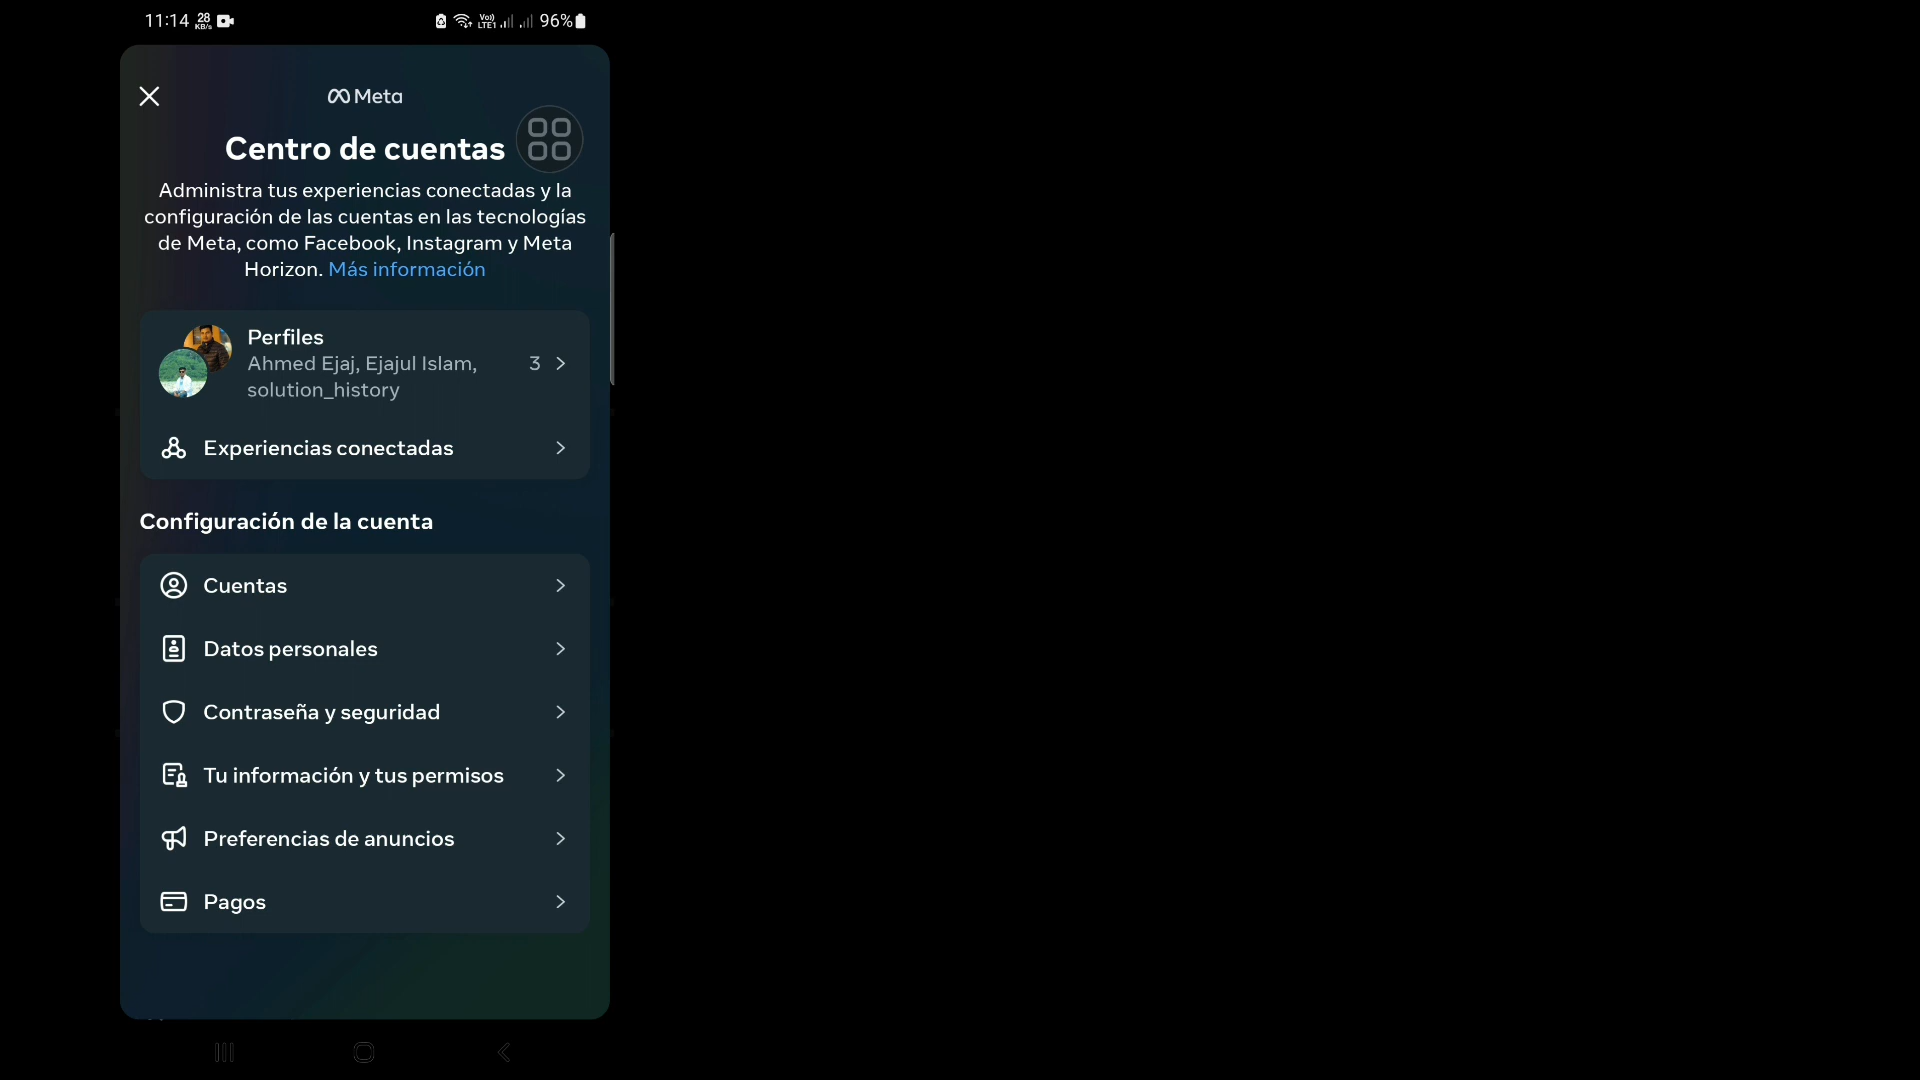 11:14 28 KB/s Vo)) LTE1 96%
Meta
Centro de cuentas
Administra tus experiencias conectadas y la
configuración de las cuentas en las tecnologías
de Meta, como Facebook, Instagram y Meta
Horizon. Más información
Perfiles
Ahmed Ejaj, Ejajul Islam,
solution_history
3
Experiencias conectadas
Configuración de la cuenta
Cuentas
Datos personales
Contraseña y seguridad
Tu información y tus permisos
Preferencias de anuncios
Pagos